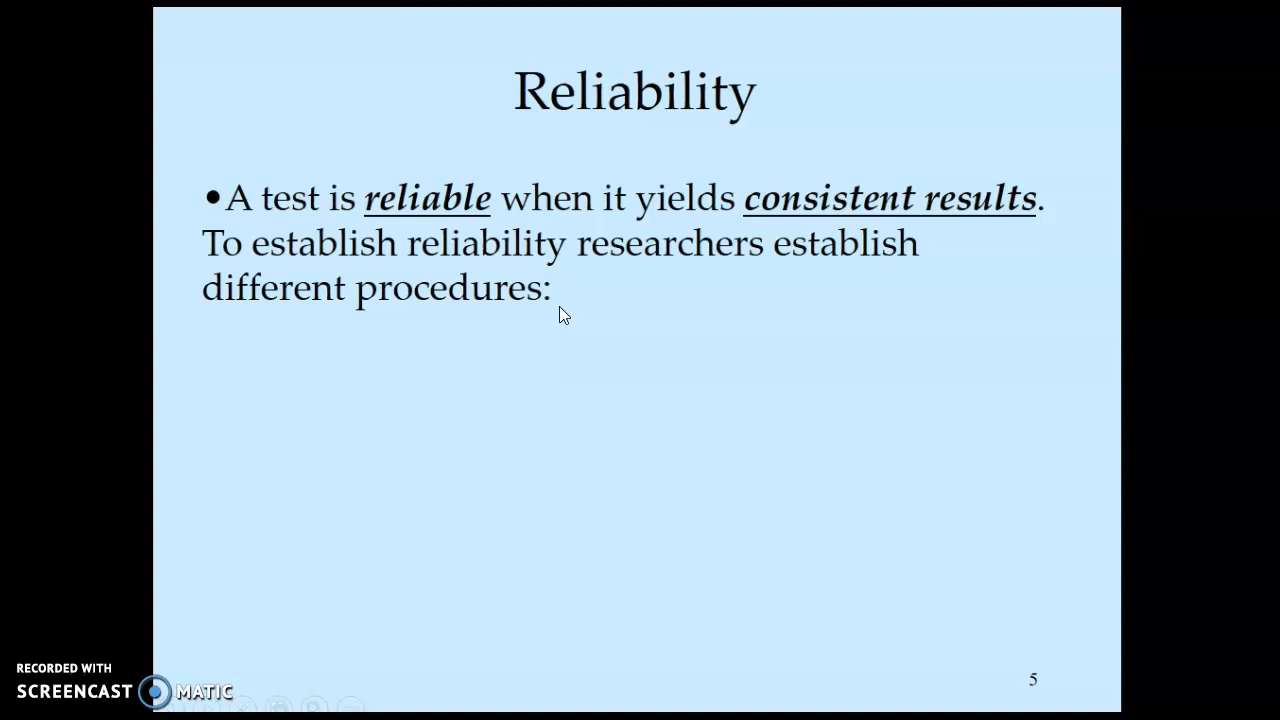 Reliability
•A test is reliable when it yields consistent results.
To establish reliability researchers establish
different procedures:
RECORDED WITH
SCREENCAST MATIC
5